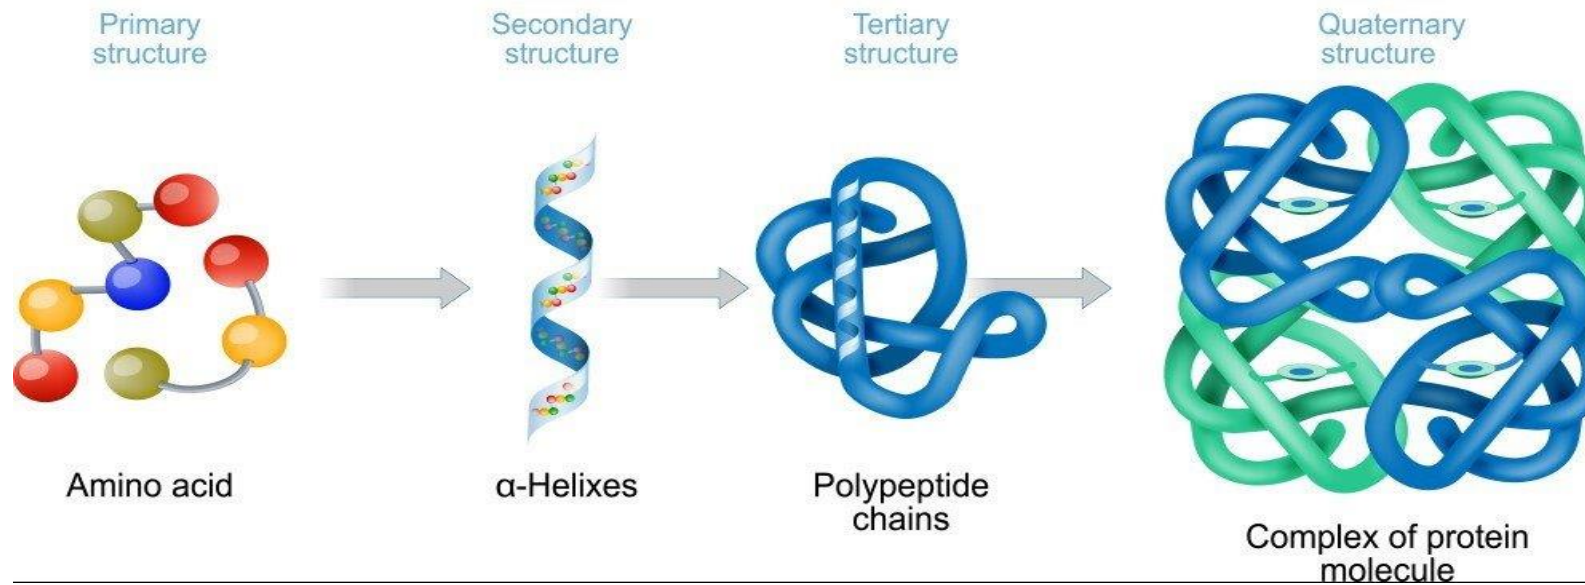 Primary
structure
Secondary
structure
Tertiary
structure
Quaternary
structure
Amino acid
α-Helixes
Polypeptide
chains
Complex of protein
molecule